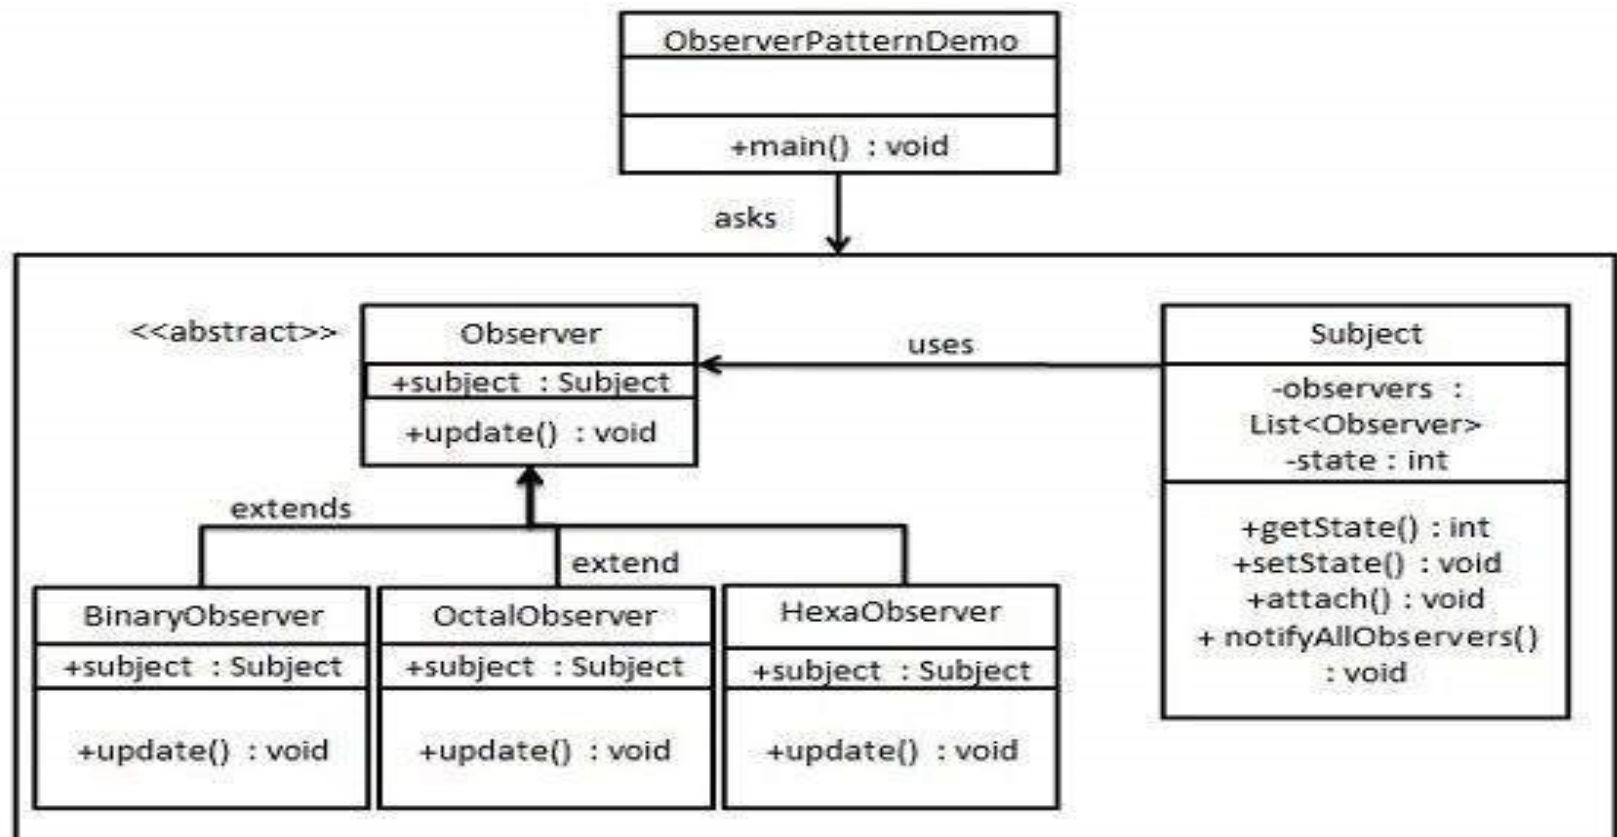 ObserverPatternDemo
+main() : void
asks
<<abstract>>
Observer
+subject : Subject
+update() : void
uses
Subject
-observers :
List<Observer>
-state : int
+getState() : int
+setState() : void
+attach() : void
+ notifyAllObservers()
: void
extends
extend
BinaryObserver
+subject : Subject
+update() : void
OctalObserver
+subject : Subject
+update() : void
HexaObserver
+subject : Subject
+update() : void